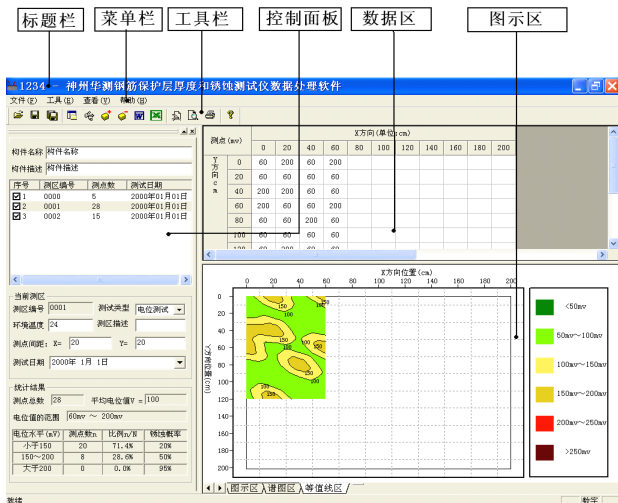 标题栏 菜单栏 工具栏 控制面板 数据区 图示区
1234 - 神州华测钢筋保护层厚度和锈蚀测试仪数据处理软件
文件(F) 工具(E) 查看(V) 帮助(H)
构件名称 构件名称
构件描述 构件描述
序号 测区编号 测点数 测试日期
1 0000 5 2000年01月01日
2 0001 28 2000年01月01日
3 0002 15 2000年01月01日
当前测区
测区编号 0001 测试类型 电位测试
环境温度 24 测区描述
测点间距: X= 20 Y= 20
测试日期 2000年 1月 1日
统计结果
测点总数 28 平均电位值V = 100
电位值的范围 60mv ~ 200mv
电位水平(mV) 测点数n 比例n/N 锈蚀概率
小于150 20 71.4% 20%
150~200 8 28.6% 50%
大于200 0 0.0% 95%
测点(mv) X方向(单位:cm)
0 20 40 60 80 100 120 140 160 180 200
Y方向cm
0 60 200 60 200
20 60 60 60 60
40 200 60 200 60
60 60 200 60 200
80 60 60 200 60
100 60 60 60 60
X方向位置(cm)
0 20 40 60 80 100 120 140 160 180 200
Y方向位置(cm)
0
20
40
60
80
100
120
140
160
180
200
150 150
100 100
150
100 100
150
150
100
100
150
<50mv
50mv~100mv
100mv~150mv
150mv~200mv
200mv~250mv
>250mv
图示区 谱图区 等值线区
就绪 数字